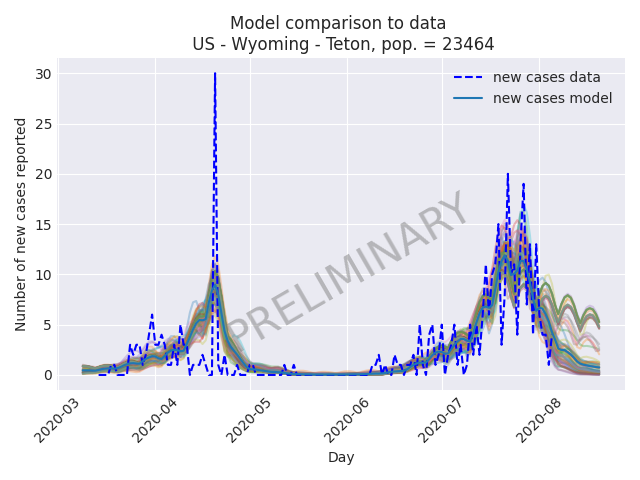 Model comparison to data
US - Wyoming - Teton, pop. = 23464
30
25
20
15
10
5
0
Number of new cases reported
new cases data
new cases model
PRELIMINARY
2020-03
2020-04
2020-05
2020-06
2020-07
2020-08
Day